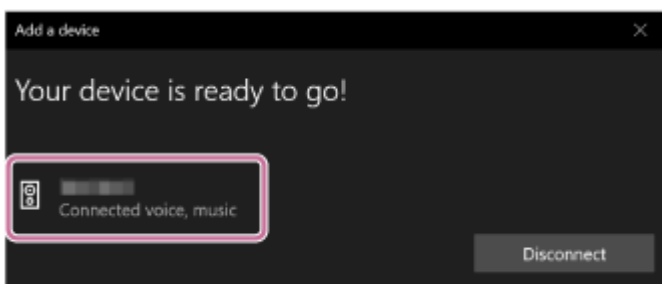 Add a device
Your device is ready to go!
Connected voice, music
Disconnect